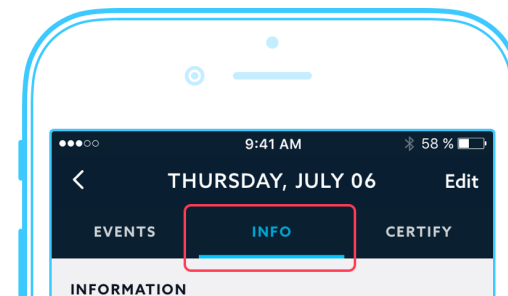 9:41 AM 58 %
THURSDAY, JULY 06 Edit
EVENTS INFO CERTIFY
INFORMATION